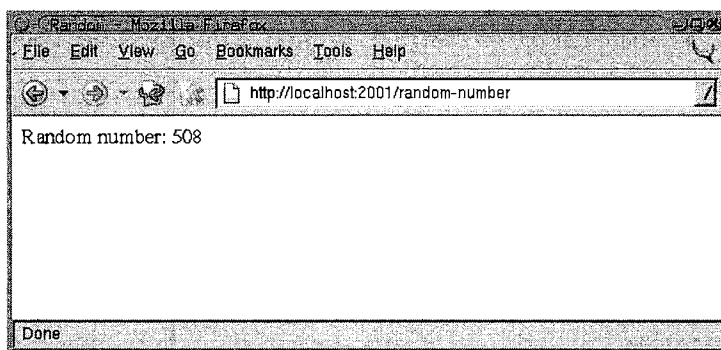 Random - Mozilla Firefox
File Edit View Go Bookmarks Tools Help
http://localhost:2001/random-number
Random number: 508
Done